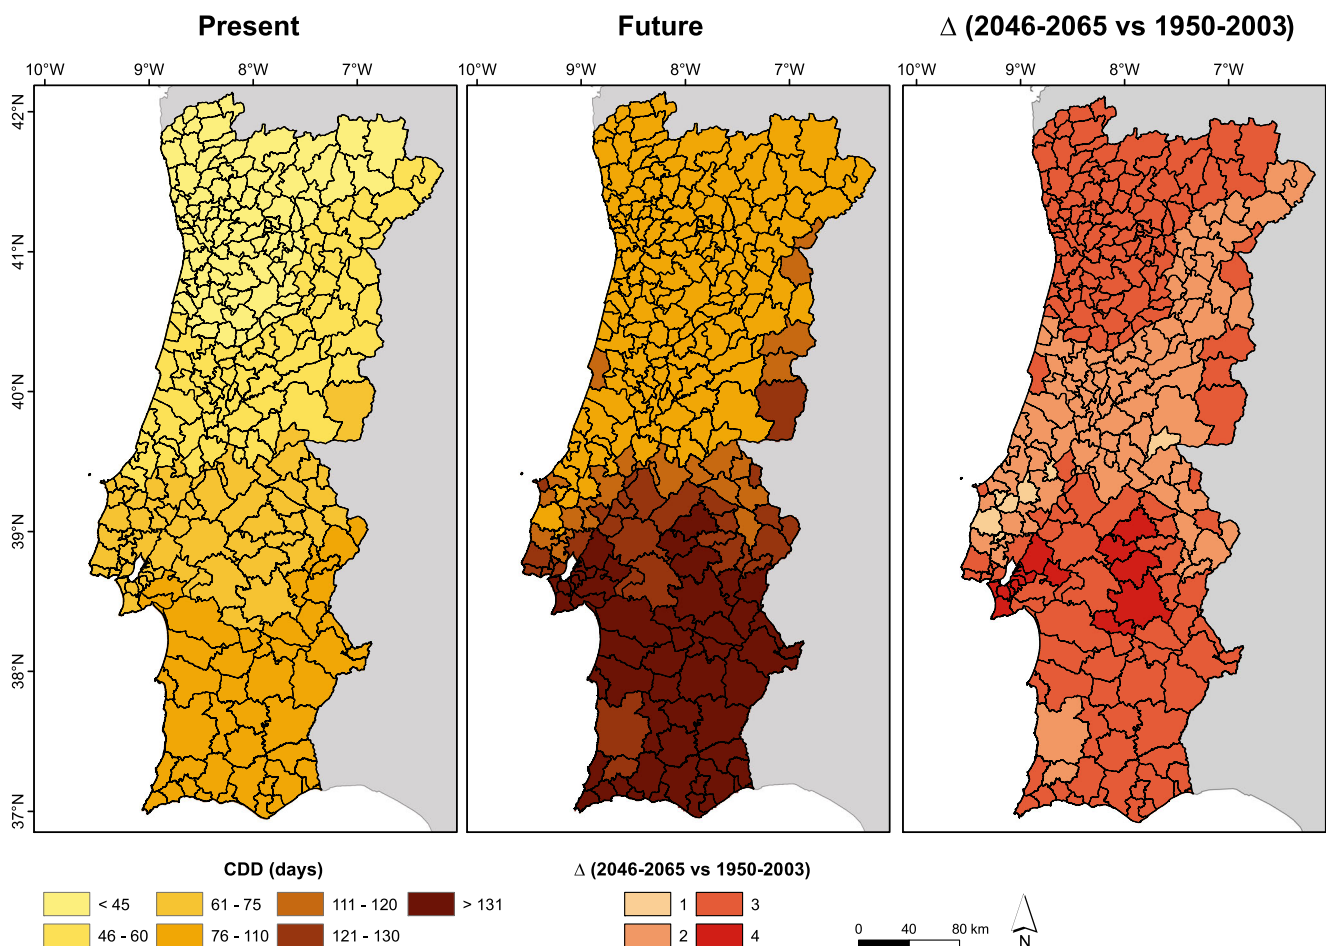 Present Future Δ (2046-2065 vs 1950-2003)
10°W 9°W 8°W 7°W 10°W 9°W 8°W 7°W 10°W 9°W 8°W 7°W
42°N
41°N
40°N
39°N
38°N
37°N
CDD (days) Δ (2046-2065 vs 1950-2003)
< 45 61 - 75 111 - 120 > 131 1 3
46 - 60 76 - 110 121 - 130 2 4
0 40 80 km
N